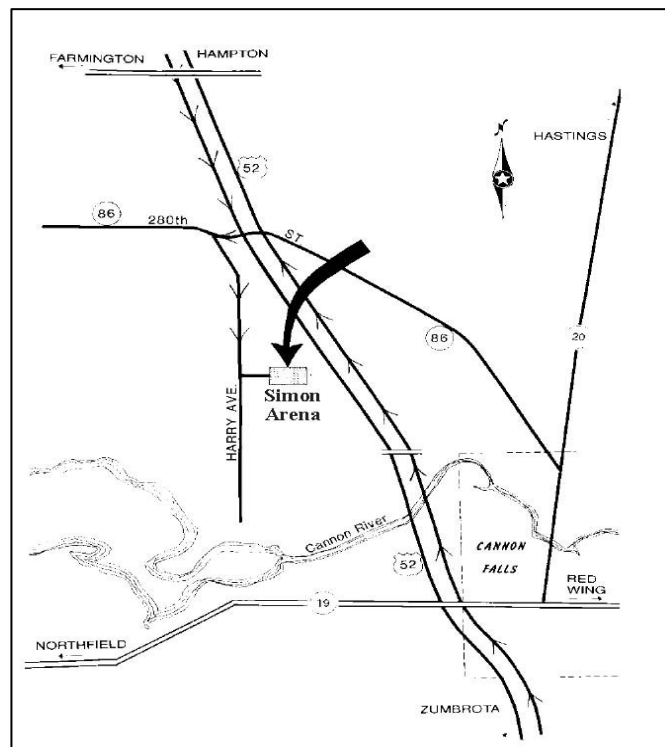 FARMINGTON
HAMPTON
N
HASTINGS
52
86
280th
ST
86
20
HARRY AVE.
Simon
Arena
Cannon River
52
CANNON
FALLS
RED
WING
19
NORTHFIELD
ZUMBROTA